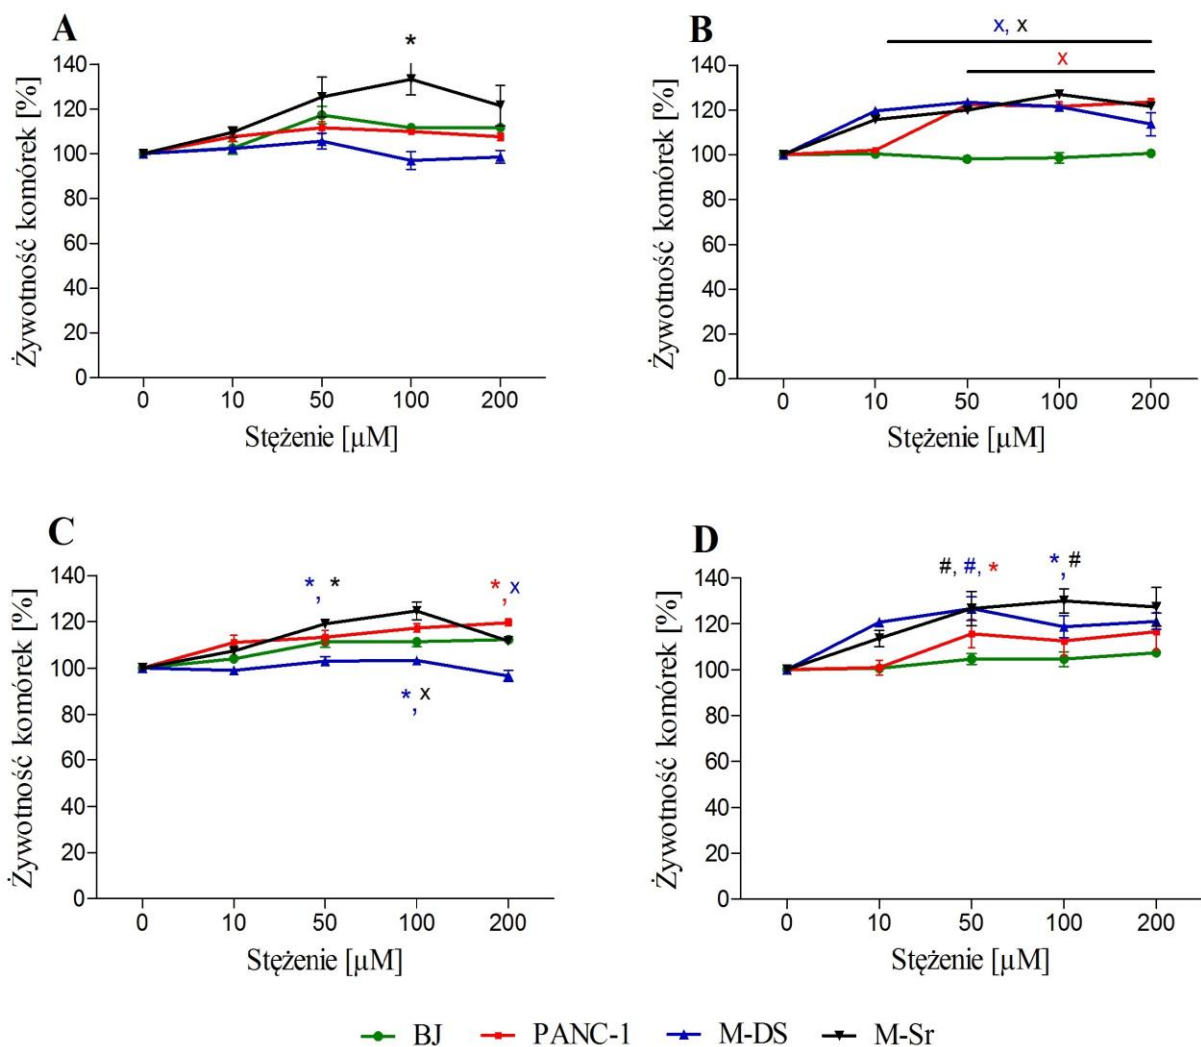 A
*
Żywotność komórek [%]
140
120
100
80
60
40
20
0
0 10 50 100 200
Stężenie [µM]
B
x, x
x
Żywotność komórek [%]
140
120
100
80
60
40
20
0
0 10 50 100 200
Stężenie [µM]
C
*, *
*, x
*, x
Żywotność komórek [%]
140
120
100
80
60
40
20
0
0 10 50 100 200
Stężenie [µM]
D
#, #, *
*, #
Żywotność komórek [%]
140
120
100
80
60
40
20
0
0 10 50 100 200
Stężenie [µM]
BJ PANC-1 M-DS M-Sr